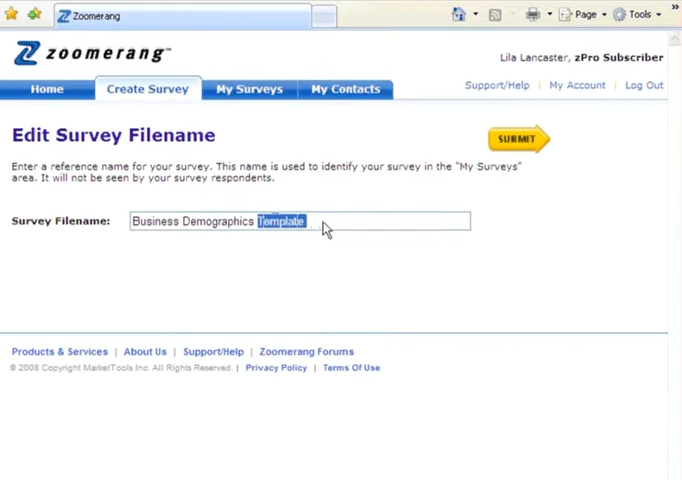 Zoomerang
Page
Tools
»
zoomerang™
Lila Lancaster, zPro Subscriber
Home
Create Survey
My Surveys
My Contacts
Support/Help | My Account | Log Out
Edit Survey Filename
SUBMIT
Enter a reference name for your survey. This name is used to identify your survey in the "My Surveys"
area. It will not be seen by your survey respondents.
Survey Filename: Business Demographics Template
Products & Services | About Us | Support/Help | Zoomerang Forums
© 2008 Copyright MarketTools Inc. All Rights Reserved. | Privacy Policy | Terms Of Use